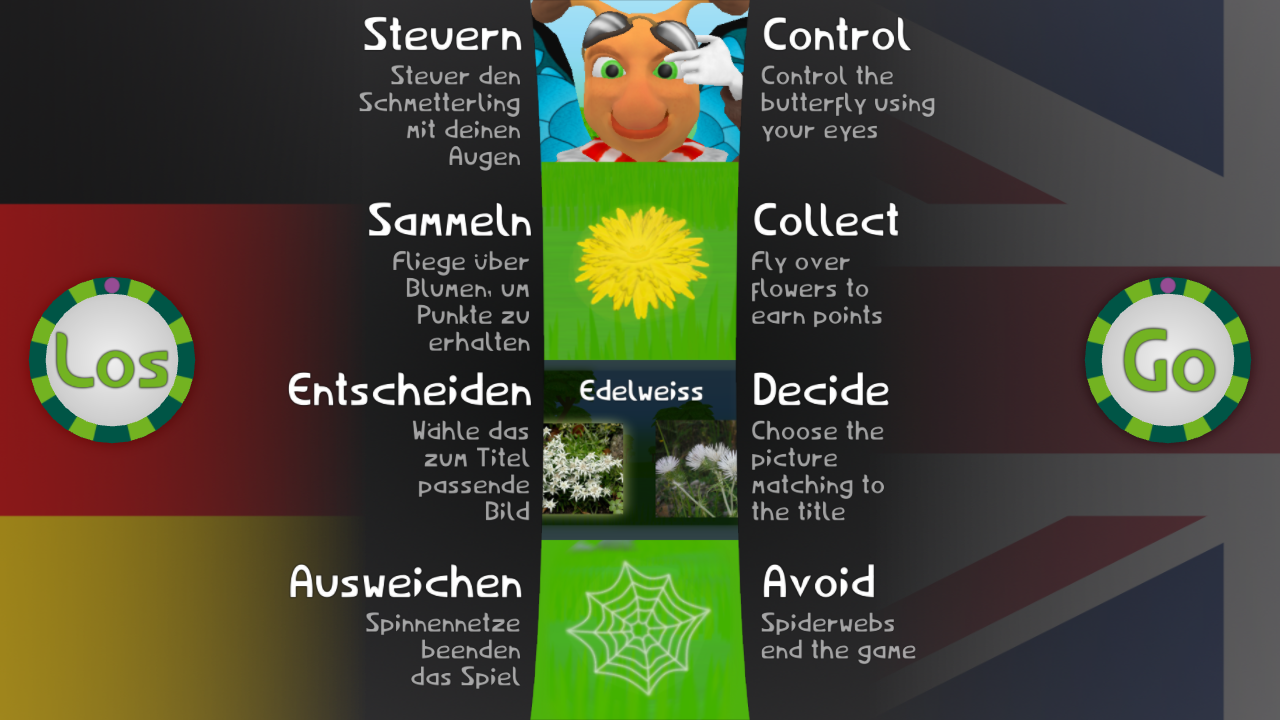 Steuern
Steuer den
Schmetterling
mit deinen
Augen
Control
Control the
butterfly using
your eyes
Sammeln
Fliege über
Blumen, um
Punkte zu
erhalten
Collect
Fly over
flowers to
earn points
Los
Go
Entscheiden
Wähle das
zum Titel
passende
Bild
Edelweiss
Decide
Choose the
picture
matching to
the title
Ausweichen
Spinnennetze
beenden
das Spiel
Avoid
Spiderwebs
end the game